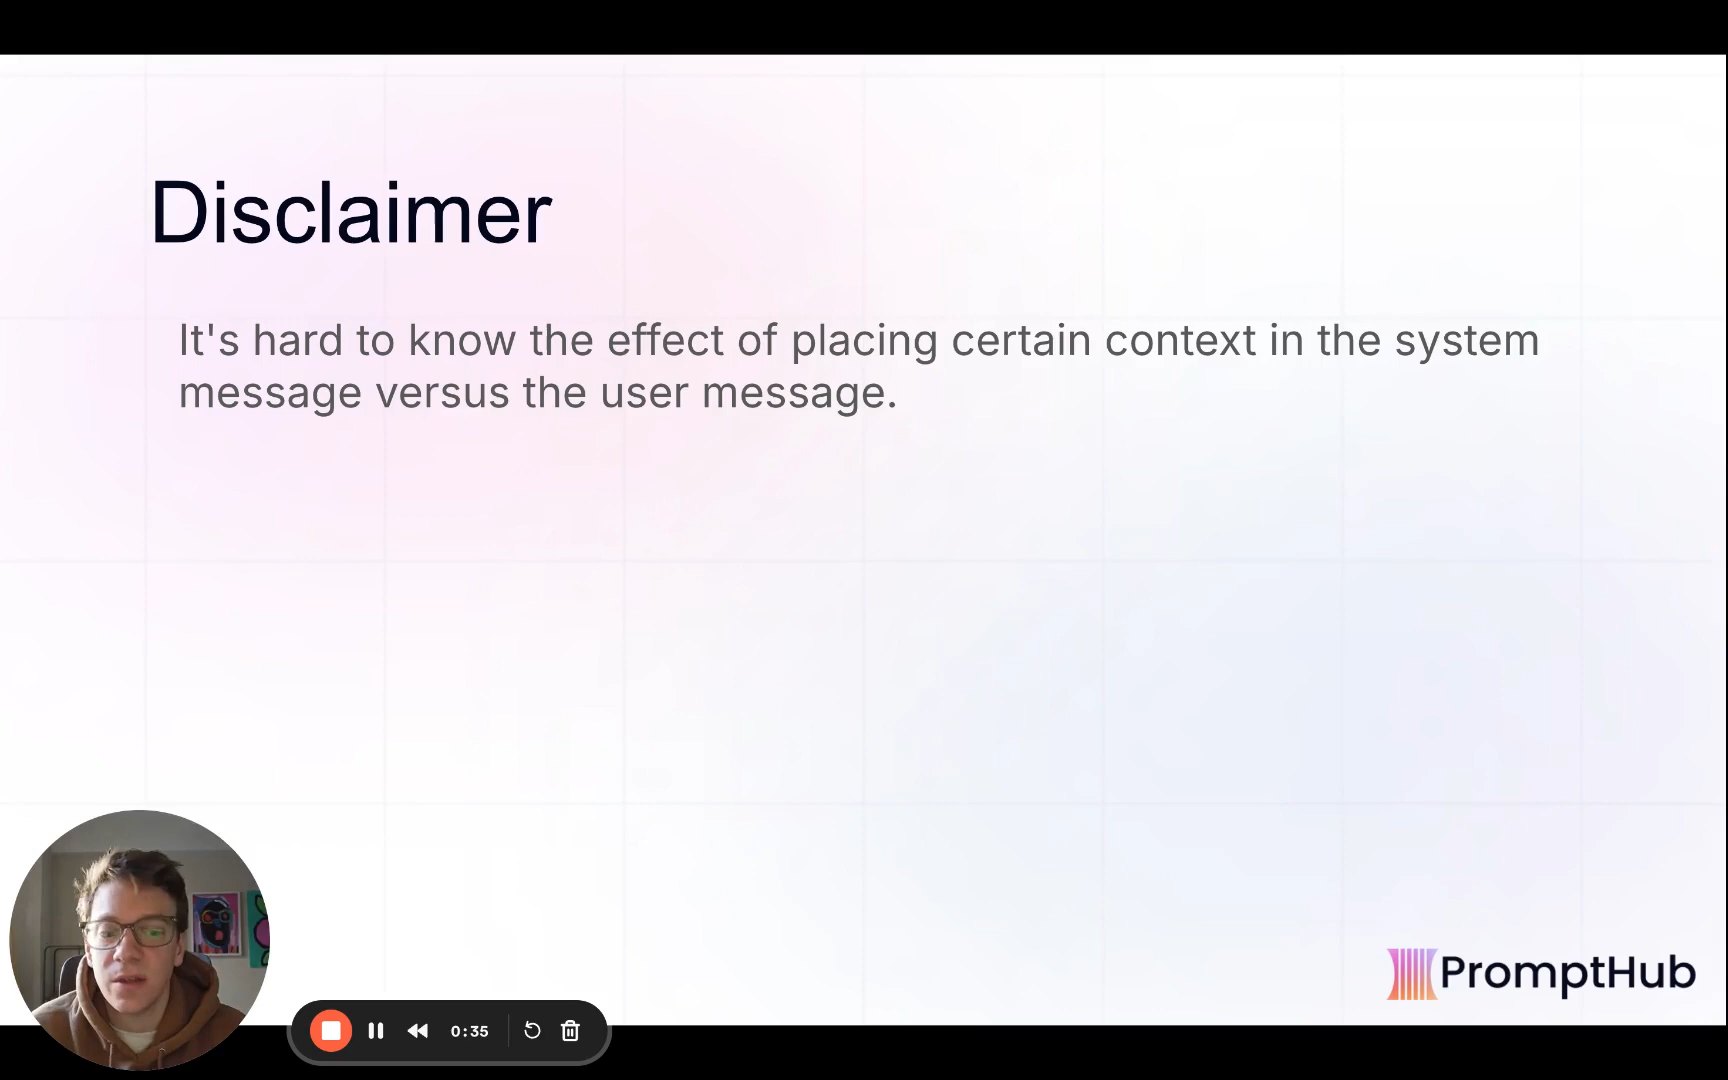 Disclaimer
It's hard to know the effect of placing certain context in the system
message versus the user message.
PromptHub
0:35